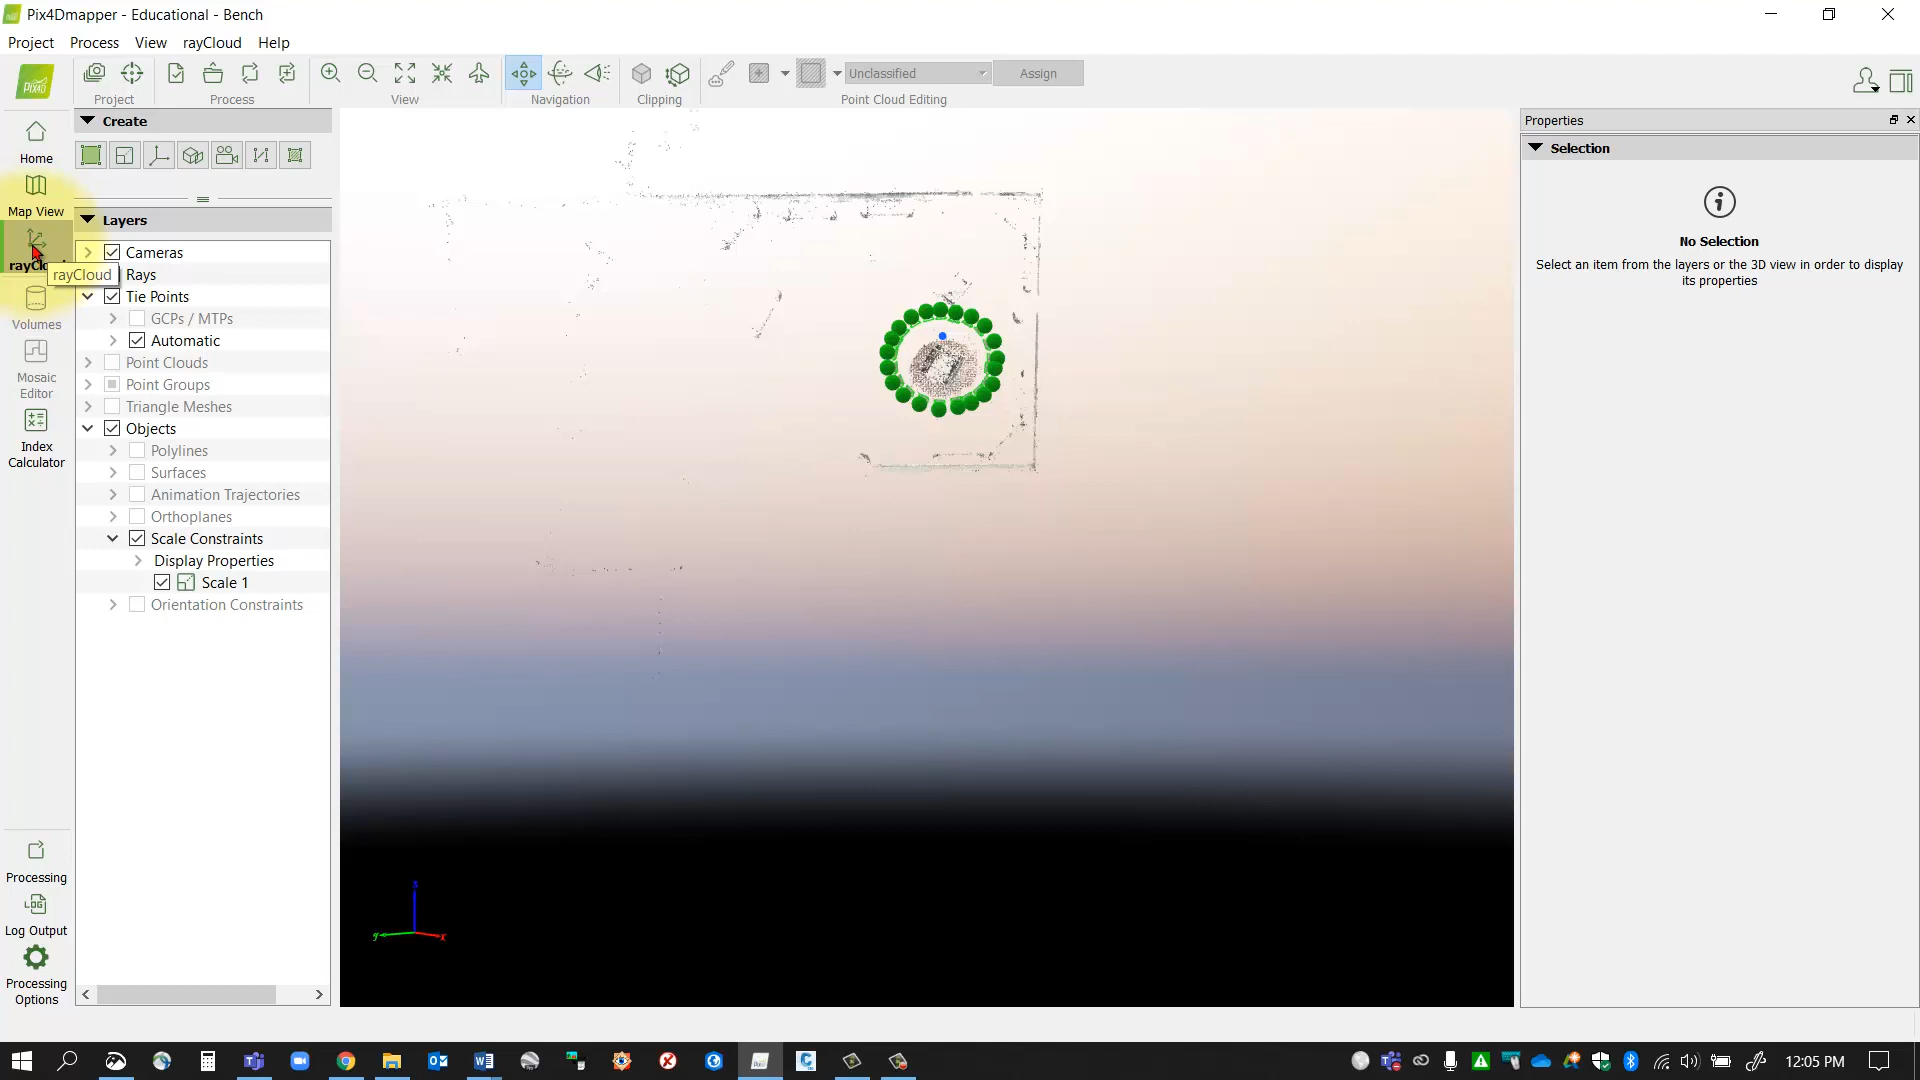 Pix4Dmapper - Educational - Bench
Project Process View rayCloud Help
PIX4D
Unclassified
Assign
Project
Process
View
Navigation
Clipping
Point Cloud Editing
Home
Map View
rayCloud
Volumes
Mosaic
Editor
Index
Calculator
Processing
Log Output
Processing
Options
Create
Layers
Cameras
Rays
Tie Points
GCPs / MTPs
Automatic
Point Clouds
Point Groups
Triangle Meshes
Objects
Polylines
Surfaces
Animation Trajectories
Orthoplanes
Scale Constraints
Display Properties
Scale 1
Orientation Constraints
y
x
Properties
Selection
No Selection
Select an item from the layers or the 3D view in order to display
its properties
12:05 PM